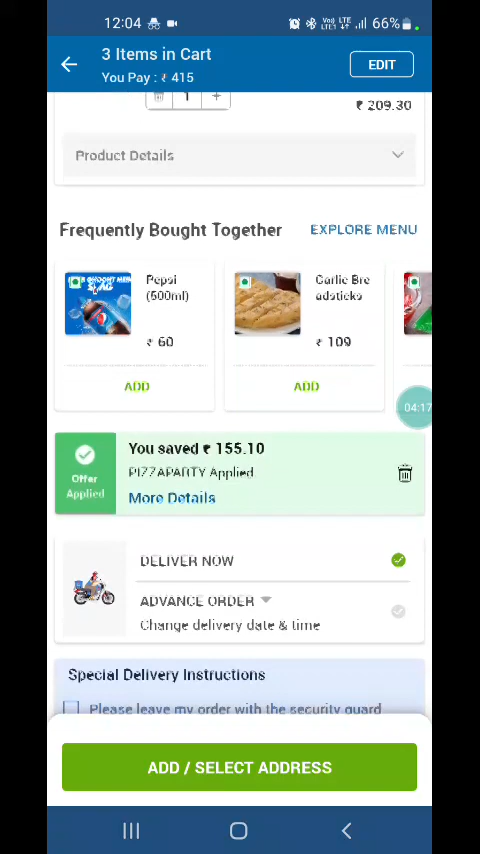 12:04
Vo) LTE
LTE1
66%
3 Items in Cart
You Pay : ₹ 415
EDIT
1 +
₹ 209.30
Product Details
Frequently Bought Together
EXPLORE MENU
Pepsi
(500ml)
₹ 60
ADD
Garlic Bre
adsticks
₹ 109
ADD
04:17
Offer
Applied
You saved ₹ 155.10
PIZZAPARTY Applied
More Details
DELIVER NOW
ADVANCE ORDER
Change delivery date & time
Special Delivery Instructions
Please leave my order with the security guard
ADD / SELECT ADDRESS